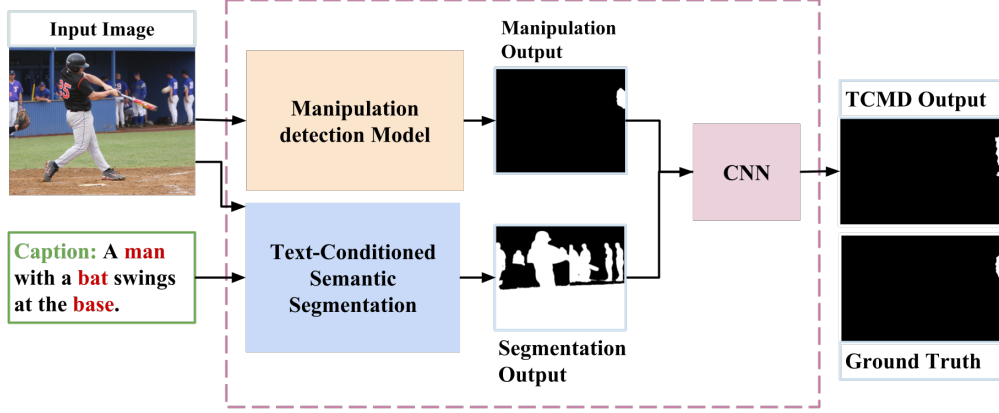 Input Image
Manipulation
detection Model
Manipulation
Output
Caption: A man
with a bat swings
at the base.
Text-Conditioned
Semantic
Segmentation
Segmentation
Output
CNN
TCMD Output
Ground Truth